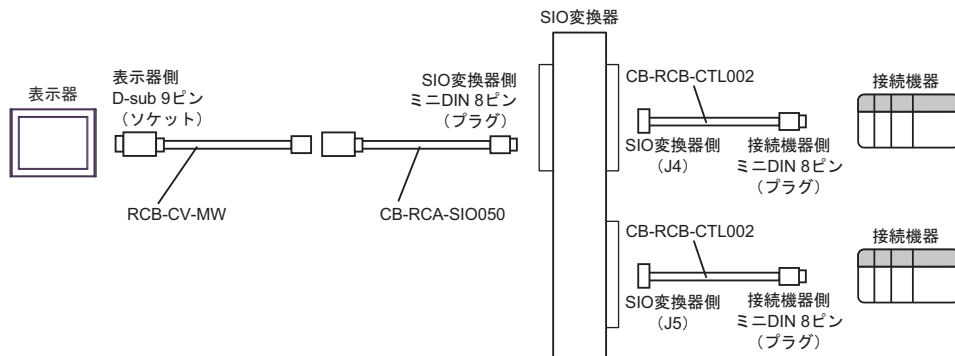 SIO変換器
表示器
表示器側
D-sub 9ピン
（ソケット）
RCB-CV-MW
SIO変換器側
ミニDIN 8ピン
（プラグ）
CB-RCA-SIO050
CB-RCB-CTL002
SIO変換器側
（J4）
接続機器側
ミニDIN 8ピン
（プラグ）
接続機器
CB-RCB-CTL002
SIO変換器側
（J5）
接続機器側
ミニDIN 8ピン
（プラグ）
接続機器